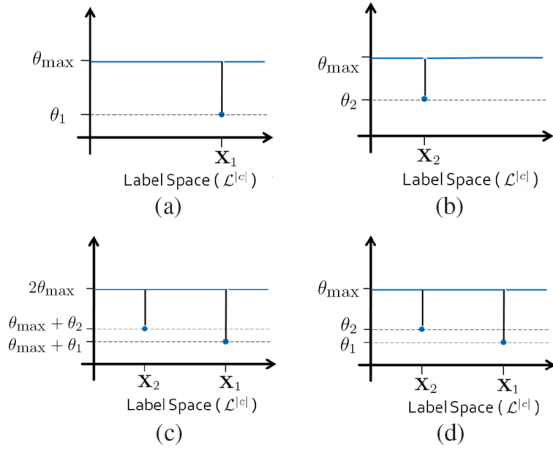 θmax
θ1
X1
Label Space ( ℒ|c| )
(a)
θmax
θ2
X2
Label Space ( ℒ|c| )
(b)
2θmax
θmax + θ2
θmax + θ1
X2 X1
Label Space ( ℒ|c| )
(c)
θmax
θ2
θ1
X2 X1
Label Space ( ℒ|c| )
(d)